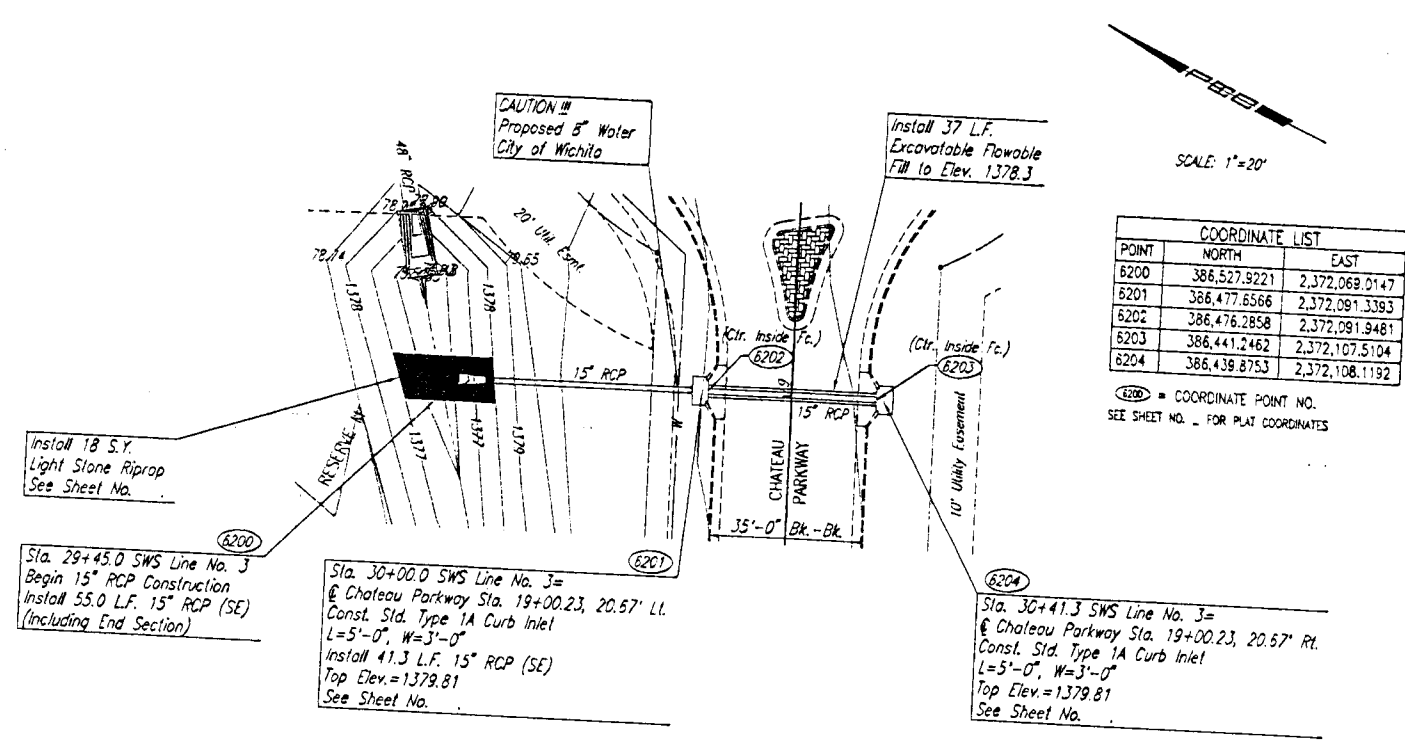 CAUTION !!!
Proposed 8" Water
City of Wichita
Install 37 L.F.
Excavatable Flowable
Fill to Elev. 1378.3
SCALE: 1"=20'
COORDINATE LIST
POINT NORTH EAST
6200 386,527.9221 2,372,069.0147
6201 386,477.6566 2,372,091.3393
6202 386,476.2858 2,372,091.9481
6203 386,441.2462 2,372,107.5104
6204 386,439.8753 2,372,108.1192
6200 = COORDINATE POINT NO.
SEE SHEET NO. _ FOR PLAT COORDINATES
48" RCP
20' Util. Esmt.
1378
1379
(Ctr. Inside Fc.)
6202
(Ctr. Inside Fc.)
6203
15" RCP
15" RCP
19
W
RESERVE
1377
1377
1379
CHATEAU
PARKWAY
35'-0" Bk.-Bk.
10' Utility Easement
Install 18 S.Y.
Light Stone Riprap
See Sheet No. .
6200
Sta. 29+45.0 SWS Line No. 3
Begin 15" RCP Construction
Install 55.0 L.F. 15" RCP (SE)
(Including End Section)
6201
Sta. 30+00.0 SWS Line No. 3=
℄ Chateau Parkway Sta. 19+00.23, 20.67' Lt.
Const. Std. Type 1A Curb Inlet
L=5'-0", W=3'-0"
Install 41.3 L.F. 15" RCP (SE)
Top Elev.=1379.81
See Sheet No. .
6204
Sta. 30+41.3 SWS Line No. 3=
℄ Chateau Parkway Sta. 19+00.23, 20.67' Rt.
Const. Std. Type 1A Curb Inlet
L=5'-0", W=3'-0"
Top Elev.=1379.81
See Sheet No. .